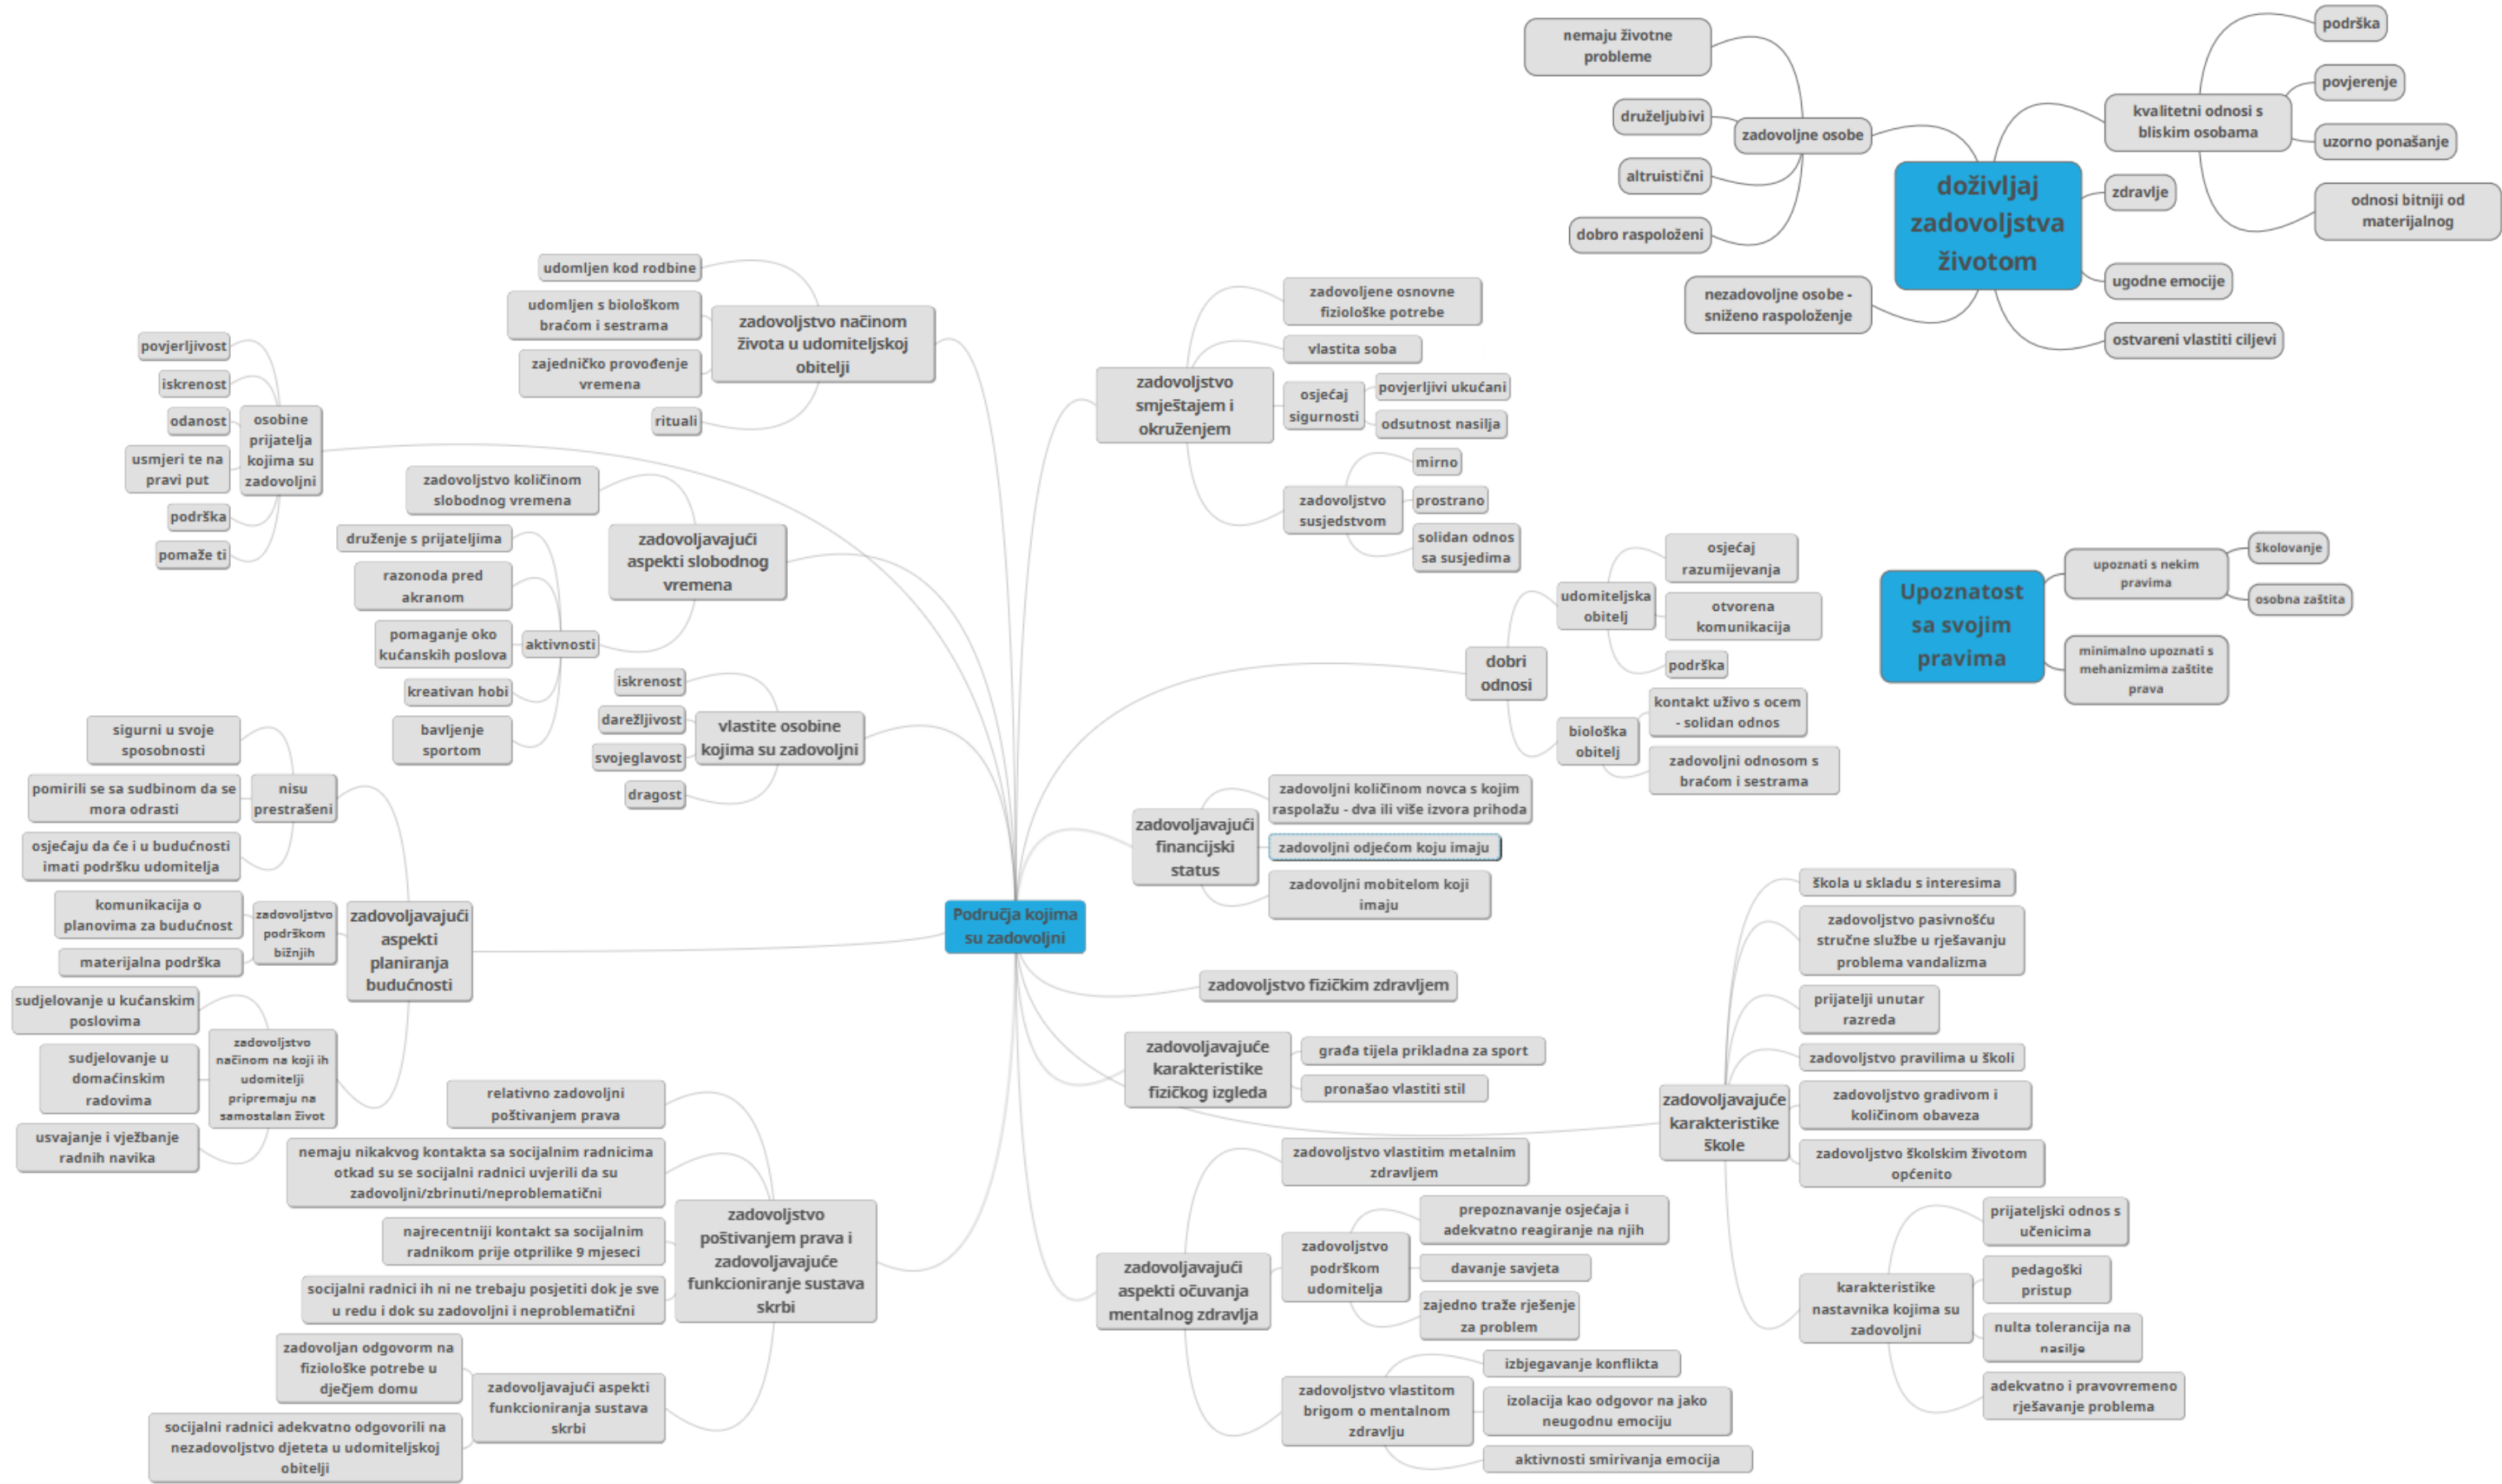 nemaju životne
probleme
druželjubivi
altruistični
dobro raspoloženi
zadovoljne osobe
nezadovoljne osobe -
sniženo raspoloženje
doživljaj
zadovoljstva
životom
kvalitetni odnosi s
bliskim osobama
podrška
povjerenje
uzorno ponašanje
odnosi bitniji od
materijalnog
zdravlje
ugodne emocije
ostvareni vlastiti ciljevi
udomljen kod rodbine
udomljen s biološkom
braćom i sestrama
zajedničko provođenje
vremena
rituali
zadovoljstvo načinom
života u udomiteljskoj
obitelji
povjerljivost
iskrenost
odanost
usmjeri te na
pravi put
podrška
pomaže ti
osobine
prijatelja
kojima su
zadovoljni
zadovoljstvo količinom
slobodnog vremena
druženje s prijateljima
razonoda pred
akranom
pomaganje oko
kućanskih poslova
kreativan hobi
bavljenje
sportom
aktivnosti
zadovoljavajući
aspekti slobodnog
vremena
iskrenost
darežljivost
svojeglavost
dragost
vlastite osobine
kojima su zadovoljni
sigurni u svoje
sposobnosti
pomirili se sa sudbinom da se
mora odrasti
osjećaju da će i u budućnosti
imati podršku udomitelja
nisu
prestrašeni
komunikacija o
planovima za budućnost
materijalna podrška
zadovoljstvo
podrškom
bižnjih
sudjelovanje u kućanskim
poslovima
sudjelovanje u
domaćinskim
radovima
usvajanje i vježbanje
radnih navika
zadovoljstvo
načinom na koji ih
udomitelji
pripremaju na
samostalan život
zadovoljavajući
aspekti
planiranja
budućnosti
relativno zadovoljni
poštivanjem prava
nemaju nikakvog kontakta sa socijalnim radnicima
otkad su se socijalni radnici uvjerili da su
zadovoljni/zbrinuti/neproblematični
najrecentniji kontakt sa socijalnim
radnikom prije otprilike 9 mjeseci
socijalni radnici ih ni ne trebaju posjetiti dok je sve
u redu i dok su zadovoljni i neproblematični
zadovoljan odgovorm na
fiziološke potrebe u
dječjem domu
socijalni radnici adekvatno odgovorili na
nezadovoljstvo djeteta u udomiteljskoj
obitelji
zadovoljavajući aspekti
funkcioniranja sustava
skrbi
zadovoljstvo
poštivanjem prava i
zadovoljavajuće
funkcioniranje sustava
skrbi
Područja kojima
su zadovoljni
zadovoljstvo
smještajem i
okruženjem
zadovoljene osnovne
fiziološke potrebe
vlastita soba
osjećaj
sigurnosti
povjerljivi ukućani
odsutnost nasilja
zadovoljstvo
susjedstvom
mirno
prostrano
solidan odnos
sa susjedima
dobri
odnosi
udomiteljska
obitelj
osjećaj
razumijevanja
otvorena
komunikacija
podrška
biološka
obitelj
kontakt uživo s ocem
- solidan odnos
zadovoljni odnosom s
braćom i sestrama
Upoznatost
sa svojim
pravima
upoznati s nekim
pravima
školovanje
osobna zaštita
minimalno upoznati s
mehanizmima zaštite
prava
zadovoljavajući
financijski
status
zadovoljni količinom novca s kojim
raspolažu - dva ili više izvora prihoda
zadovoljni odjećom koju imaju
zadovoljni mobitelom koji
imaju
zadovoljstvo fizičkim zdravljem
zadovoljavajuće
karakteristike
fizičkog izgleda
građa tijela prikladna za sport
pronašao vlastiti stil
zadovoljavajuće
karakteristike
škole
škola u skladu s interesima
zadovoljstvo pasivnošću
stručne službe u rješavanju
problema vandalizma
prijatelji unutar
razreda
zadovoljstvo pravilima u školi
zadovoljstvo gradivom i
količinom obaveza
zadovoljstvo školskim životom
općenito
karakteristike
nastavnika kojima su
zadovoljni
prijateljski odnos s
učenicima
pedagoški
pristup
nulta tolerancija na
nasilje
adekvatno i pravovremeno
rješavanje problema
zadovoljavajući
aspekti očuvanja
mentalnog zdravlja
zadovoljstvo vlastitim metalnim
zdravljem
zadovoljstvo
podrškom
udomitelja
prepoznavanje osjećaja i
adekvatno reagiranje na njih
davanje savjeta
zajedno traže rješenje
za problem
zadovoljstvo vlastitom
brigom o mentalnom
zdravlju
izbjegavanje konflikta
izolacija kao odgovor na jako
neugodnu emociju
aktivnosti smirivanja emocija